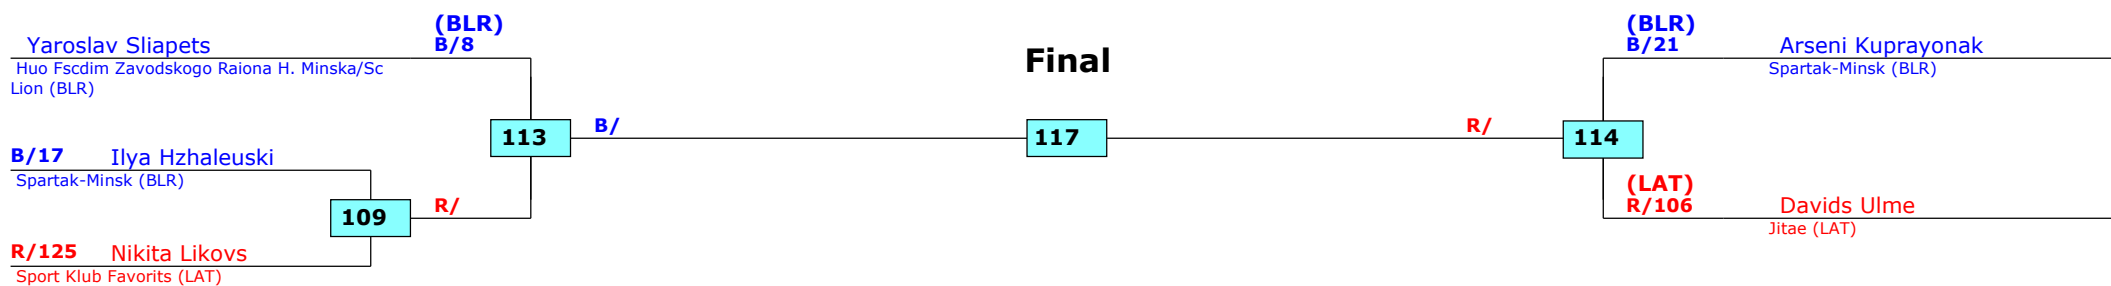 (BLR)
Yaroslav Sliapets B/8
Huo Fscdim Zavodskogo Raiona H. Minska/Sc
Lion (BLR)
Final
(BLR)
B/21 Arseni Kuprayonak
Spartak-Minsk (BLR)
113 B/ 117 R/ 114
B/17 Ilya Hzhaleuski
Spartak-Minsk (BLR)
109 R/
R/125 Nikita Likovs
Sport Klub Favorits (LAT)
(LAT)
R/106 Davids Ulme
Jitae (LAT)